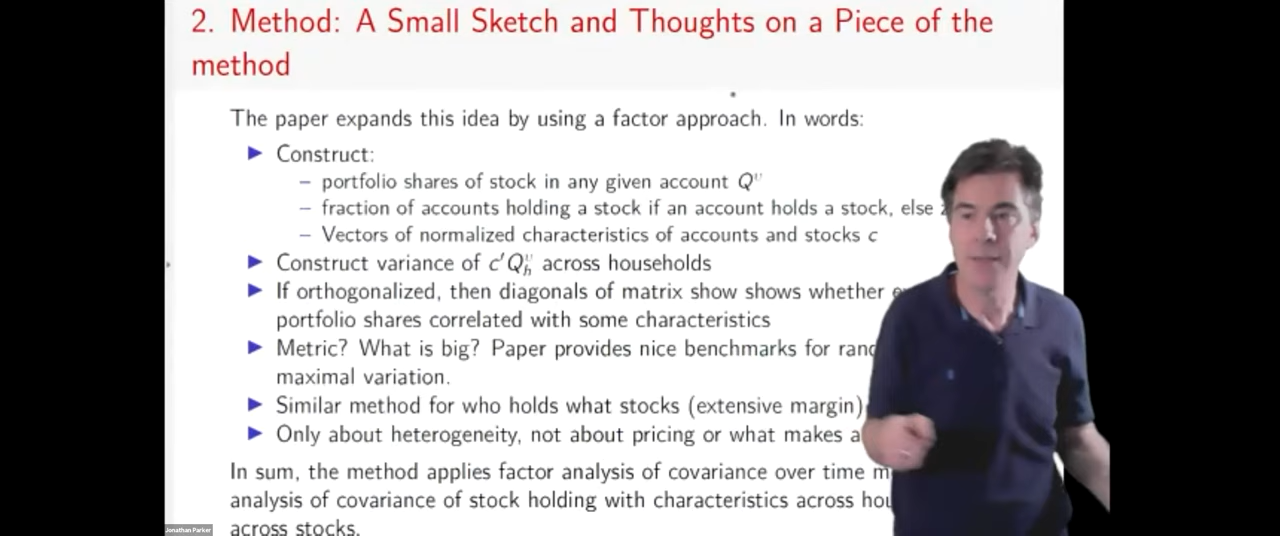 2. Method: A Small Sketch and Thoughts on a Piece of the
method
The paper expands this idea by using a factor approach. In words:
▶ Construct:
– portfolio shares of stock in any given account Qᵛ
– fraction of accounts holding a stock if an account holds a stock, else
– Vectors of normalized characteristics of accounts and stocks c
▶ Construct variance of c′Qᵛₕ across households
▶ If orthogonalized, then diagonals of matrix show shows whether
portfolio shares correlated with some characteristics
▶ Metric? What is big? Paper provides nice benchmarks for
maximal variation.
▶ Similar method for who holds what stocks (extensive margin)
▶ Only about heterogeneity, not about pricing or what makes a
In sum, the method applies factor analysis of covariance over time
analysis of covariance of stock holding with characteristics across
across stocks.
Jonathan Parker